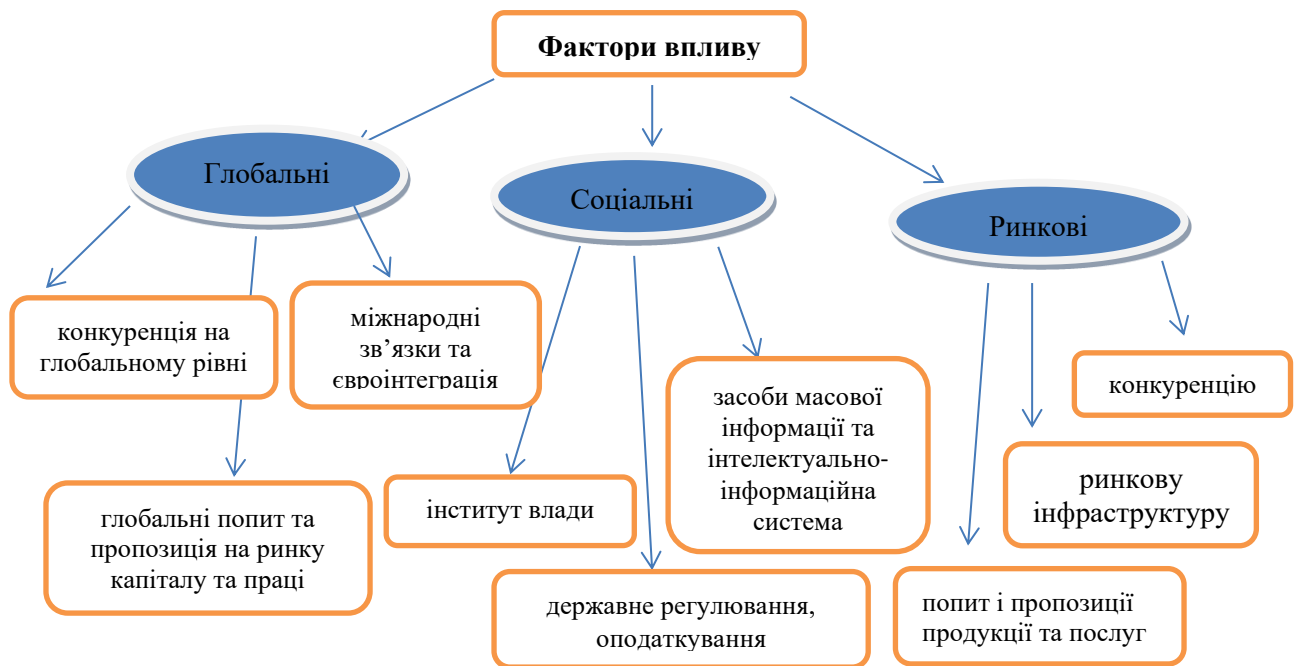 Фактори впливу
Глобальні
Соціальні
Ринкові
конкуренція на
глобальному рівні
міжнародні
зв’язки та
євроінтеграція
глобальні попит та
пропозиція на ринку
капіталу та праці
інститут влади
засоби масової
інформації та
інтелектуально-
інформаційна
система
державне регулювання,
оподаткування
конкуренцію
ринкову
інфраструктуру
попит і пропозиції
продукції та послуг